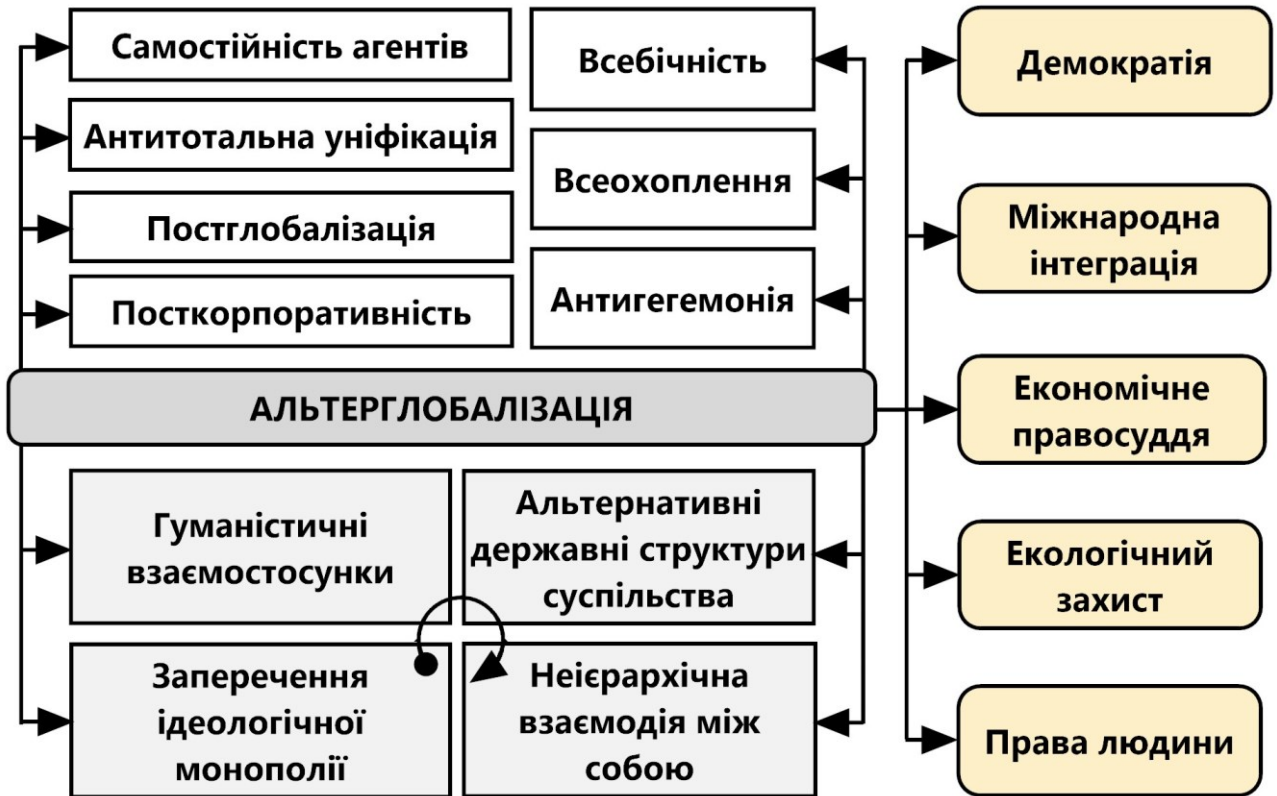 Самостійність агентів
Антитотальна уніфікація
Постглобалізація
Посткорпоративність
Всебічність
Всеохоплення
Антигегемонія
АЛЬТЕРГЛОБАЛІЗАЦІЯ
Гуманістичні
взаємостосунки
Альтернативні
державні структури
суспільства
Заперечення
ідеологічної
монополії
Неієрархічна
взаємодія між
собою
Демократія
Міжнародна
інтеграція
Економічне
правосуддя
Екологічний
захист
Права людини